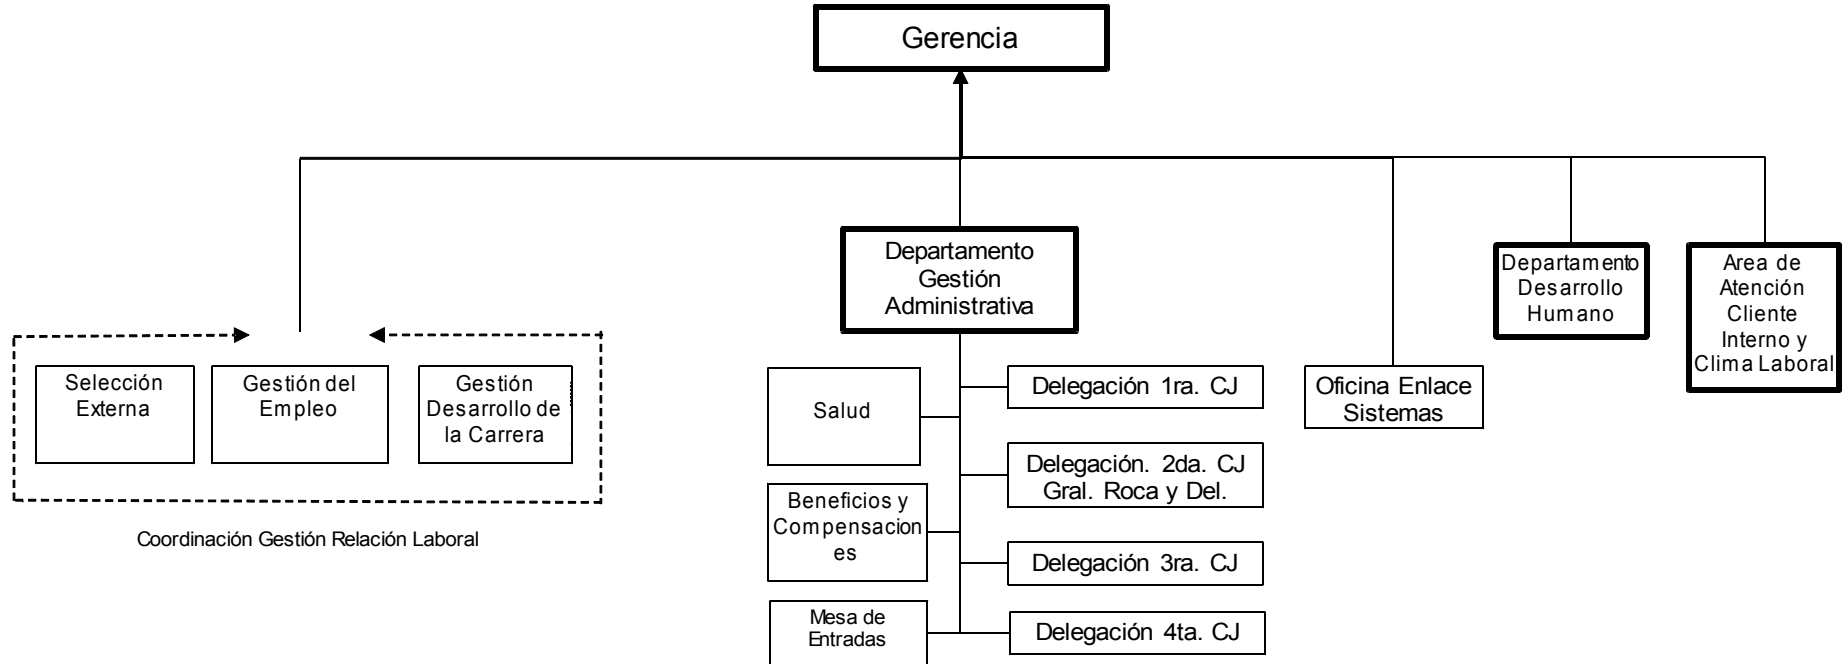 Gerencia
Departamento
Gestión
Administrativa
Departamento
Desarrollo
Humano
Area de
Atención
Cliente
Interno y
Clima Laboral
Selección
Externa
Gestión del
Empleo
Gestión
Desarrollo de
la Carrera
Coordinación Gestión Relación Laboral
Salud
Beneficios y
Compensacion
es
Mesa de
Entradas
Delegación 1ra. CJ
Delegación. 2da. CJ
Gral. Roca y Del.
Delegación 3ra. CJ
Delegación 4ta. CJ
Oficina Enlace
Sistemas